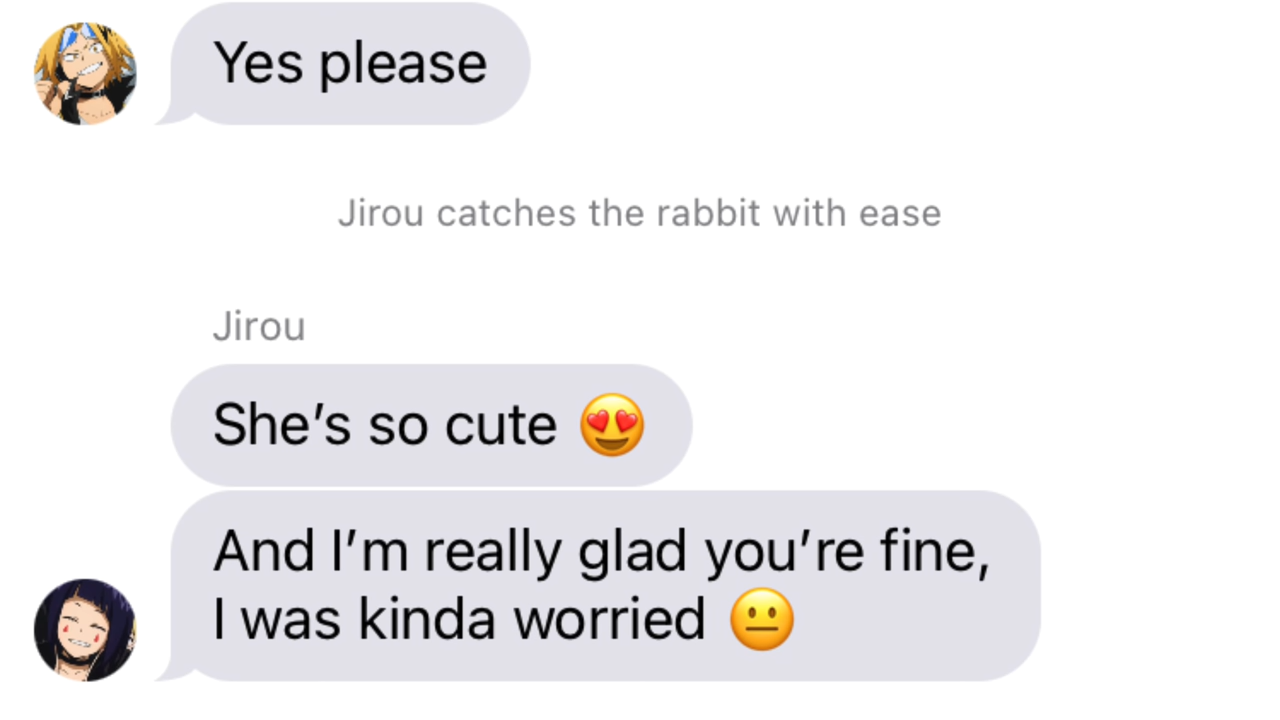 Yes please
Jirou catches the rabbit with ease
Jirou
She’s so cute 😍
And I’m really glad you’re fine,
I was kinda worried 😐